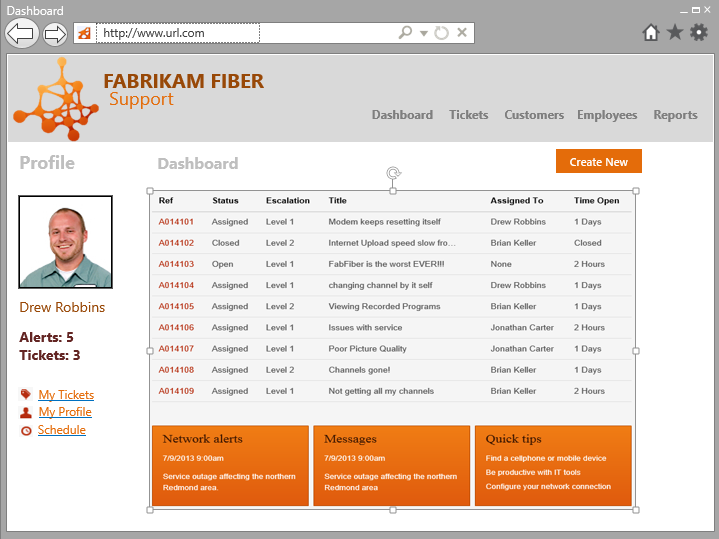 Dashboard
http://www.url.com
FABRIKAM FIBER
Support
Dashboard Tickets Customers Employees Reports
Profile
Dashboard
Create New
Drew Robbins
Alerts: 5
Tickets: 3
My Tickets
My Profile
Schedule
Ref Status Escalation Title Assigned To Time Open
A014101 Assigned Level 1 Modem keeps resetting itself Drew Robbins 1 Days
A014102 Closed Level 2 Internet Upload speed slow fro... Brian Keller Closed
A014103 Open Level 1 FabFiber is the worst EVER!!! None 2 Hours
A014104 Assigned Level 1 changing channel by it self Drew Robbins 1 Days
A014105 Assigned Level 2 Viewing Recorded Programs Brian Keller 1 Days
A014106 Assigned Level 1 Issues with service Jonathan Carter 2 Hours
A014107 Assigned Level 1 Poor Picture Quality Jonathan Carter 1 Days
A014108 Assigned Level 2 Channels gone! Brian Keller 1 Days
A014109 Assigned Level 1 Not getting all my channels Brian Keller 2 Hours
Network alerts
7/9/2013 9:00am
Service outage affecting the northern
Redmond area.
Messages
7/9/2013 9:00am
Service outage affecting the northern
Redmond area
Quick tips
Find a cellphone or mobile device
Be productive with IT tools
Configure your network connection